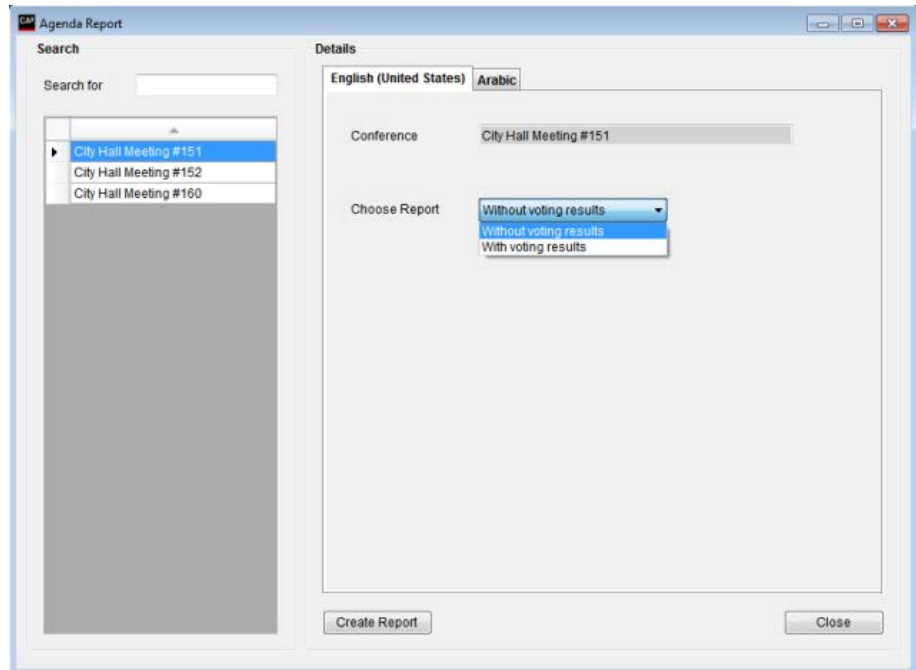 CAP Agenda Report
Search
Search for
City Hall Meeting #151
City Hall Meeting #152
City Hall Meeting #160
Details
English (United States) Arabic
Conference City Hall Meeting #151
Choose Report Without voting results
Without voting results
With voting results
Create Report Close